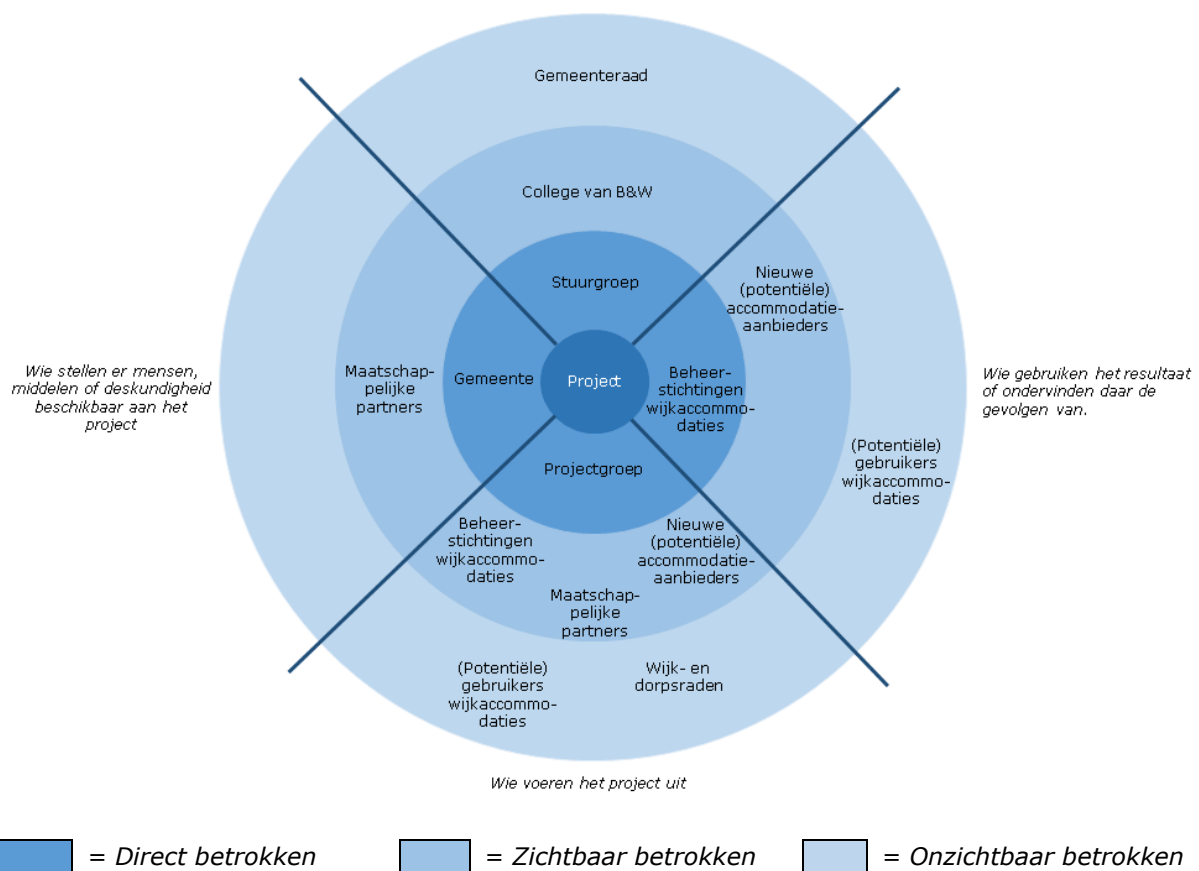 Gemeenteraad
College van B&W
Stuurgroep
Nieuwe
(potentiële)
accommodatie-
aanbieders
Wie stellen er mensen,
middelen of deskundigheid
beschikbaar aan het
project
Maatschap-
pelijke
partners
Gemeente
Project
Beheer-
stichtingen
wijkaccommo-
daties
Wie gebruiken het resultaat
of ondervinden daar de
gevolgen van.
(Potentiële)
gebruikers
wijkaccommo-
daties
Projectgroep
Beheer-
stichtingen
wijkaccommo-
daties
Nieuwe
(potentiële)
accommodatie-
aanbieders
Maatschap-
pelijke
partners
(Potentiële)
gebruikers
wijkaccommo-
daties
Wijk- en
dorpsraden
Wie voeren het project uit
= Direct betrokken
= Zichtbaar betrokken
= Onzichtbaar betrokken